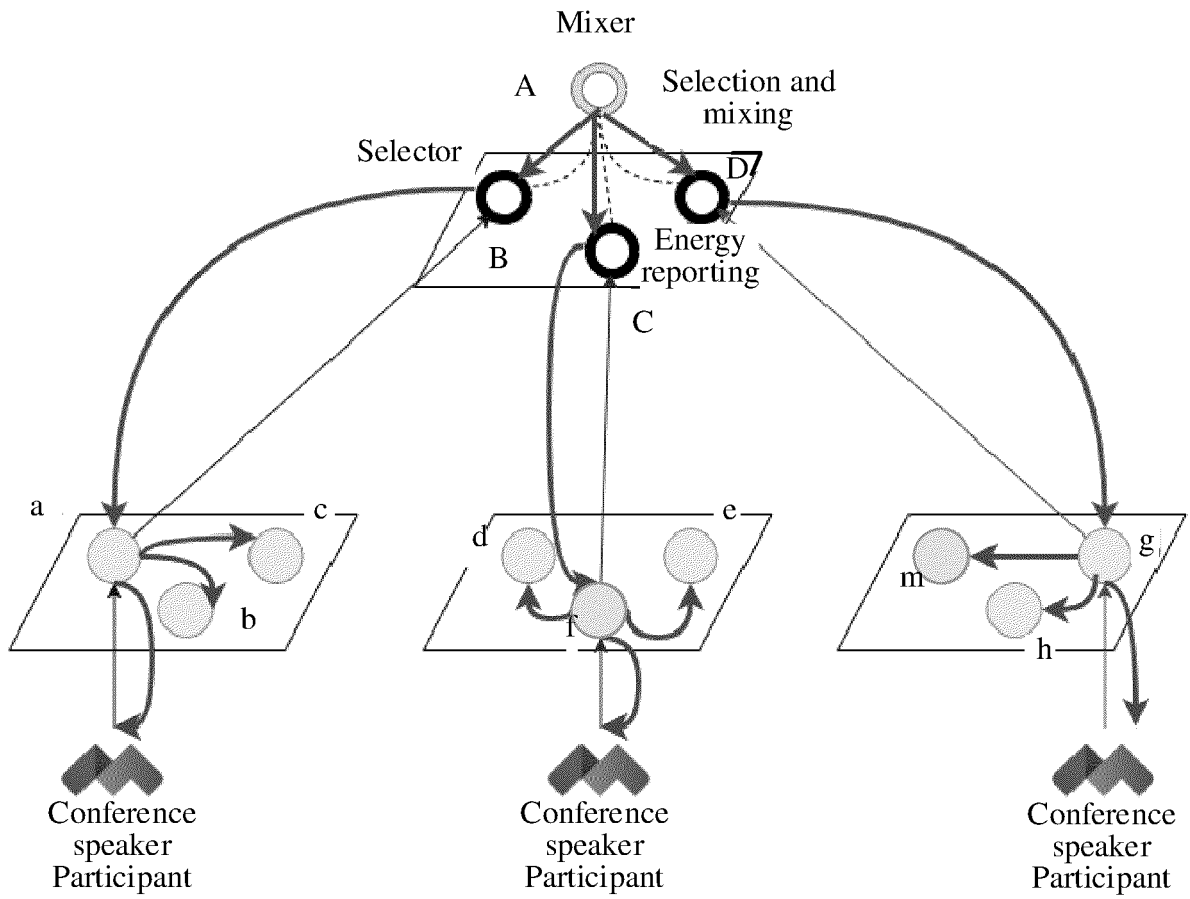 Mixer
A
Selection and
mixing
Selector
D
B
Energy
reporting
C
a
c
b
d
e
f
g
m
h
Conference
speaker
Participant
Conference
speaker
Participant
Conference
speaker
Participant